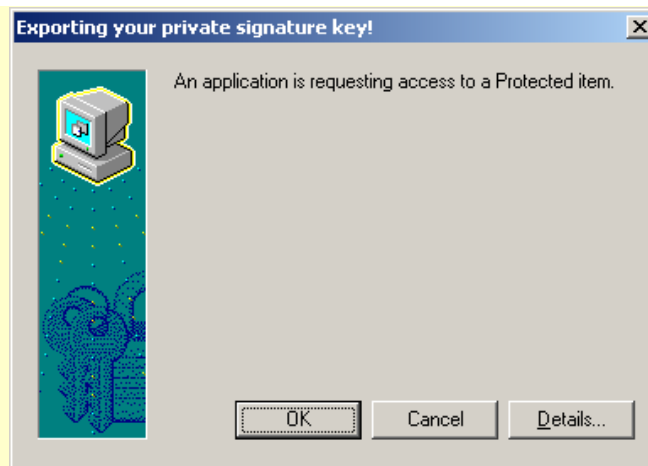 Exporting your private signature key!
An application is requesting access to a Protected item.
OK
Cancel
Details...